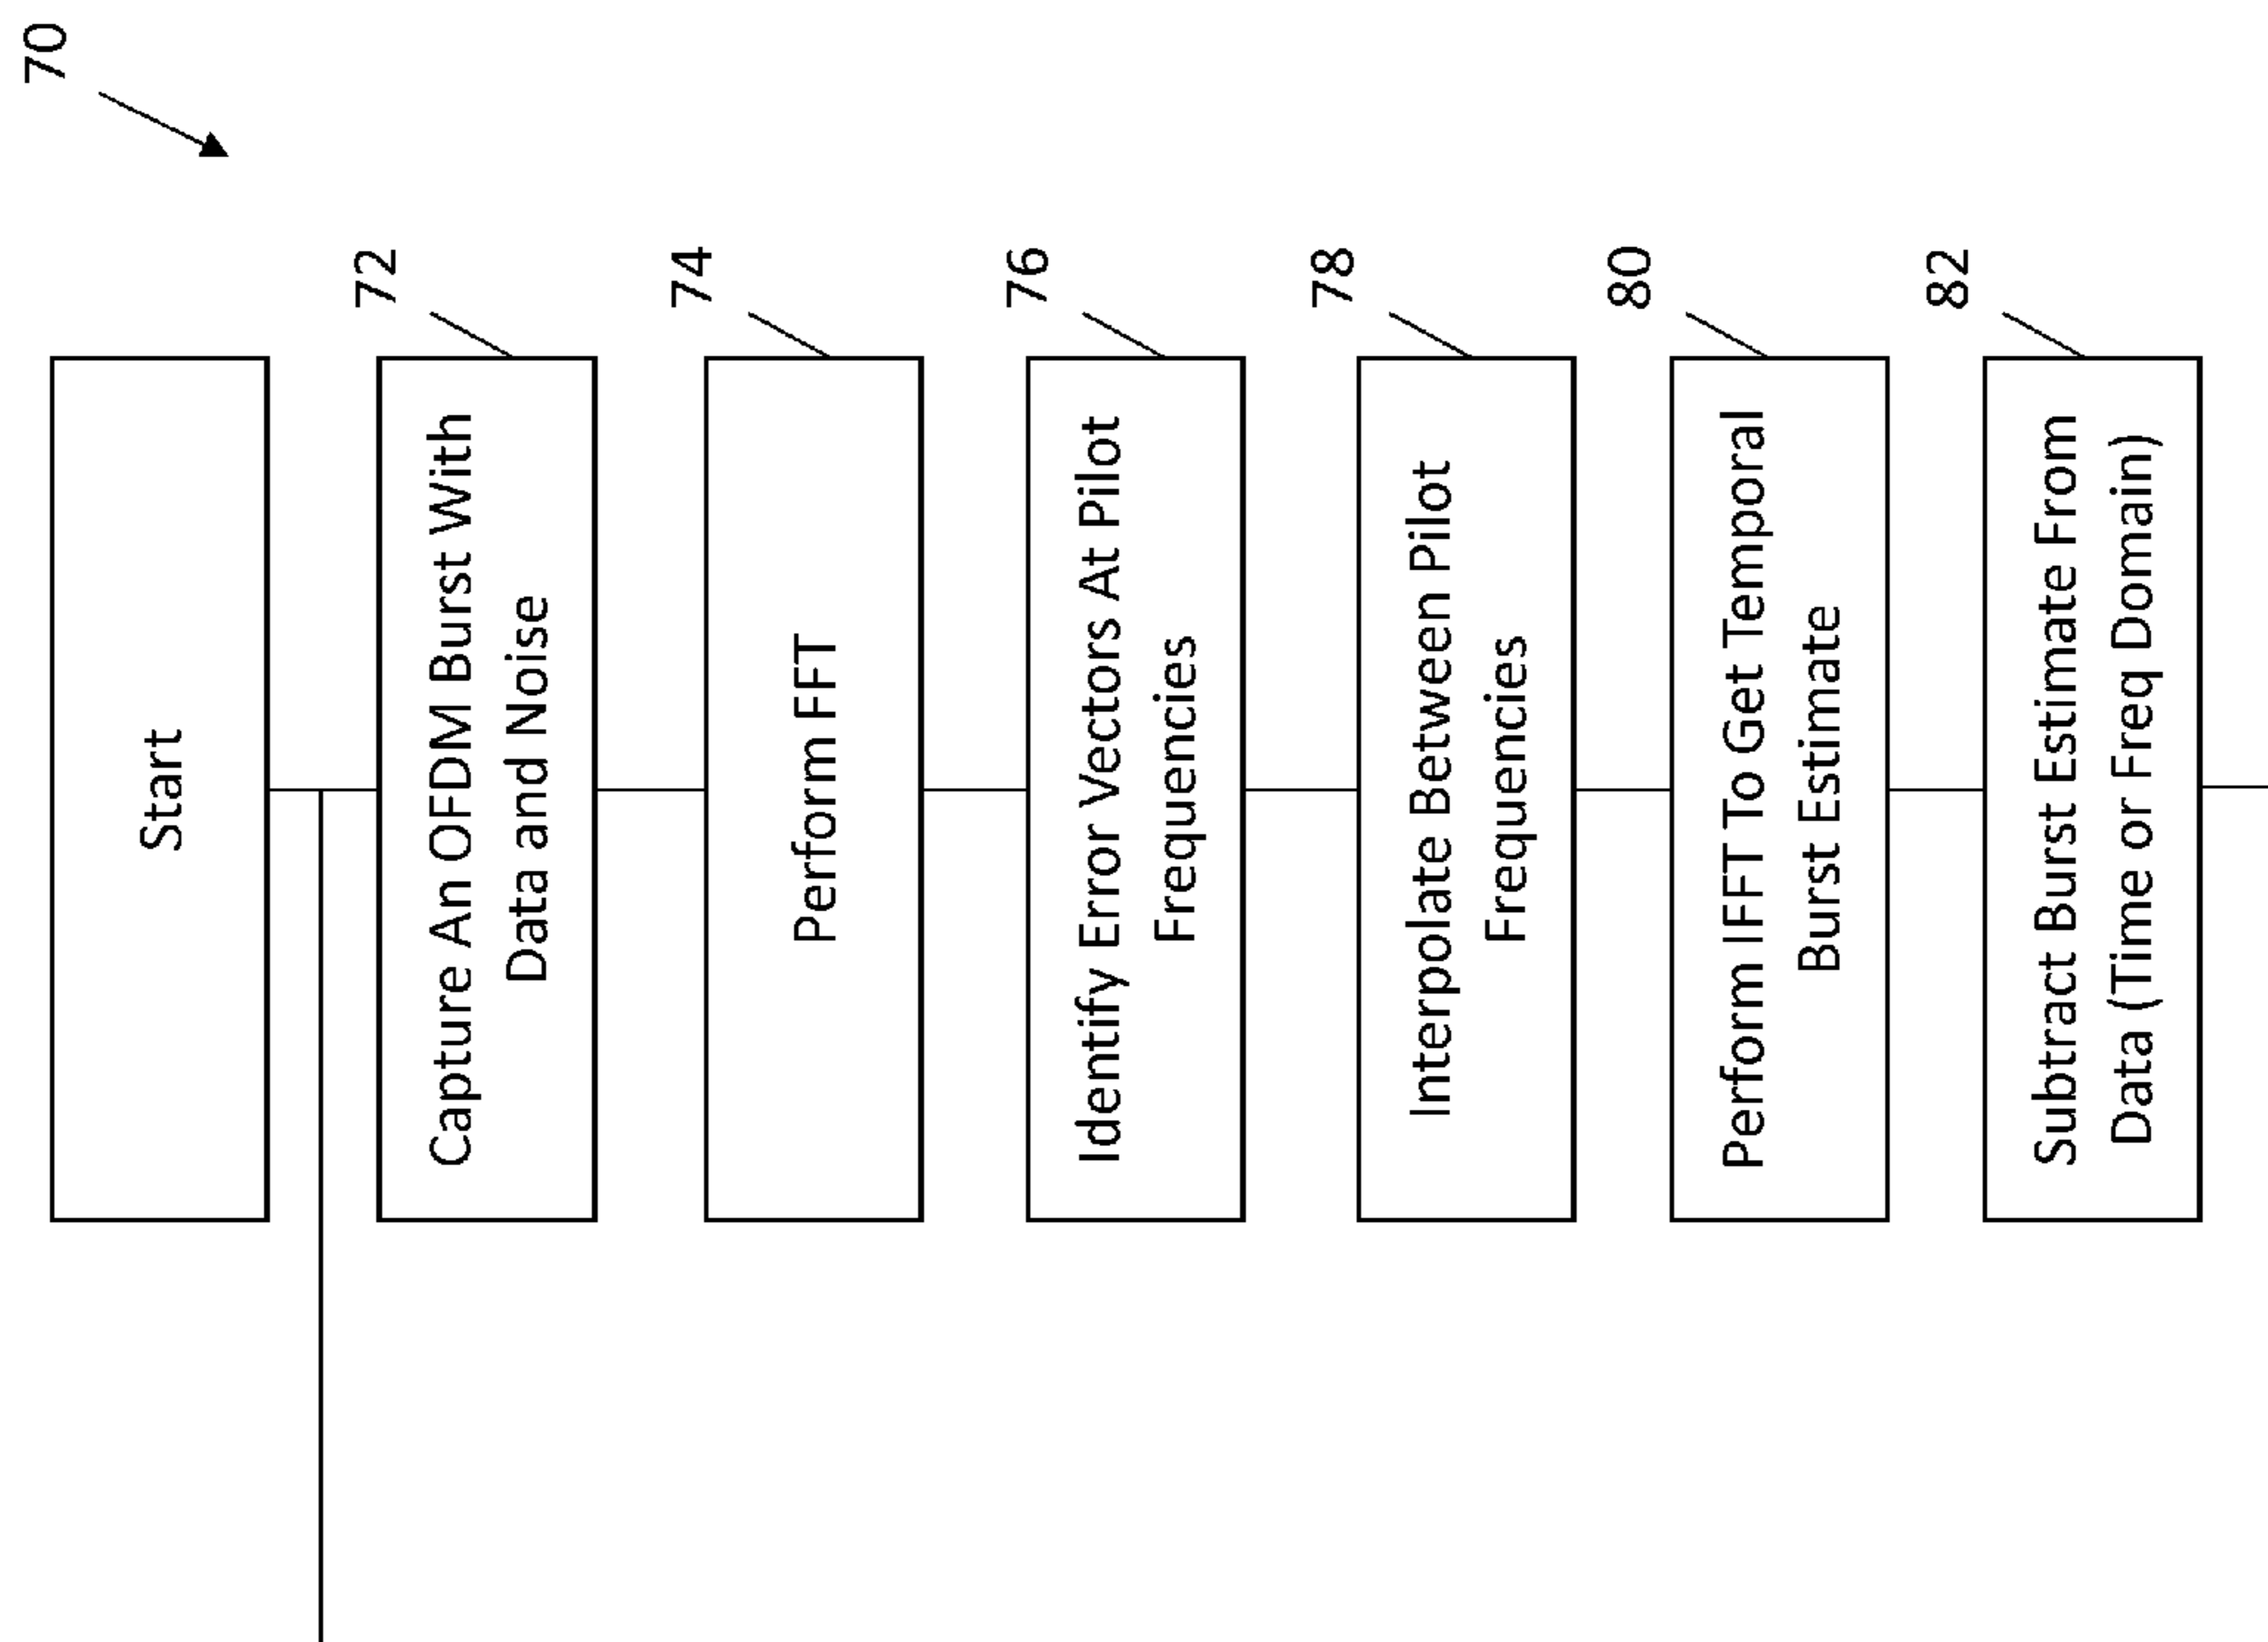 70
Start
72
Capture An OFDM Burst With
Data and Noise
74
Perform FFT
76
Identify Error Vectors At Pilot
Frequencies
78
Interpolate Between Pilot
Frequencies
80
Perform IFFT To Get Temporal
Burst Estimate
82
Subtract Burst Estimate From
Data (Time or Freq Domain)